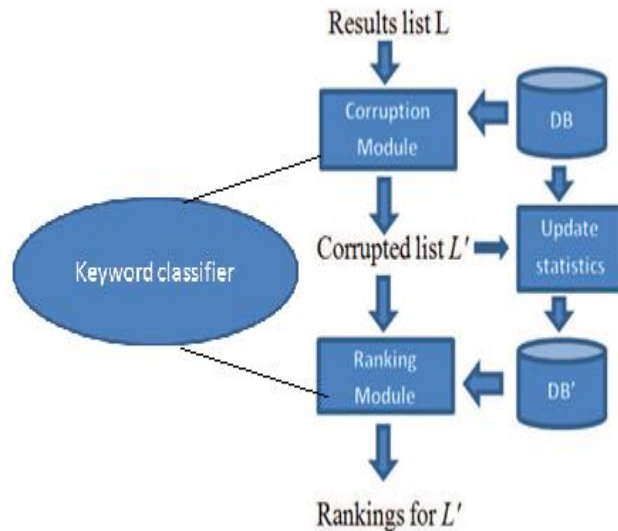 Results list L
Corruption
Module
DB
Keyword classifier
Corrupted list L'
Update
statistics
Ranking
Module
DB'
Rankings for L'